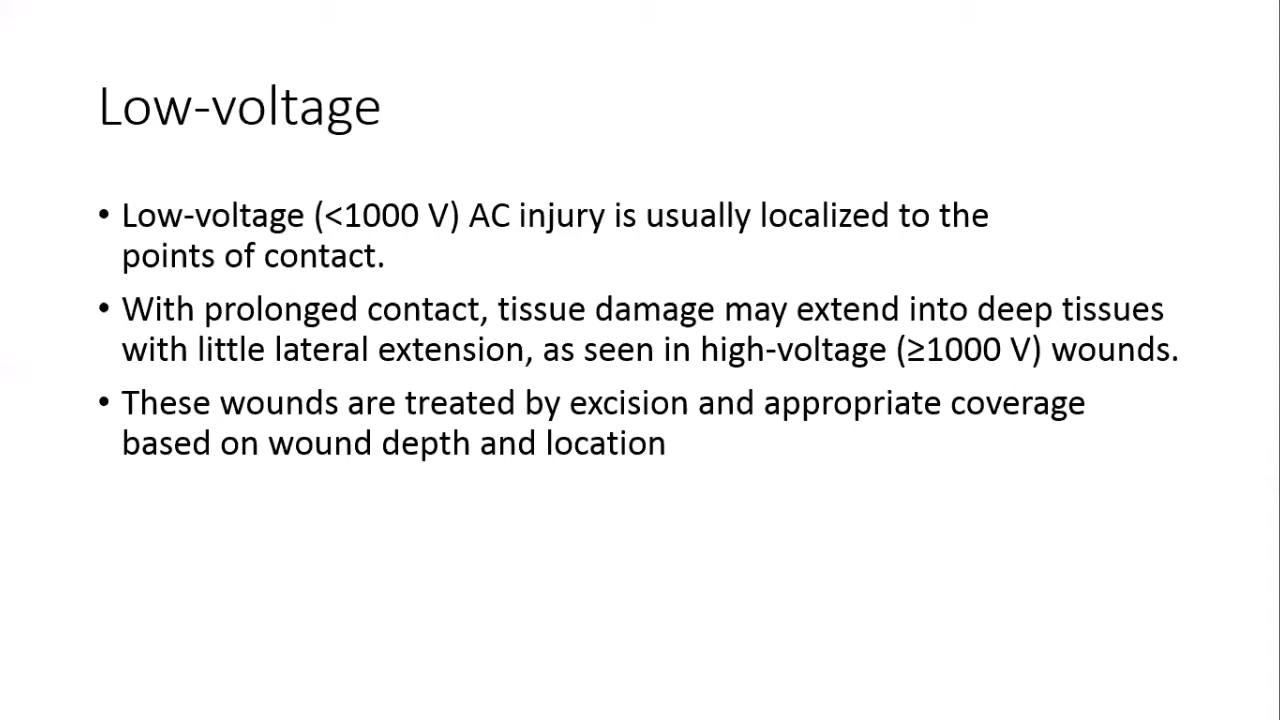 Low-voltage
• Low-voltage (<1000 V) AC injury is usually localized to the
points of contact.
• With prolonged contact, tissue damage may extend into deep tissues
with little lateral extension, as seen in high-voltage (≥1000 V) wounds.
• These wounds are treated by excision and appropriate coverage
based on wound depth and location